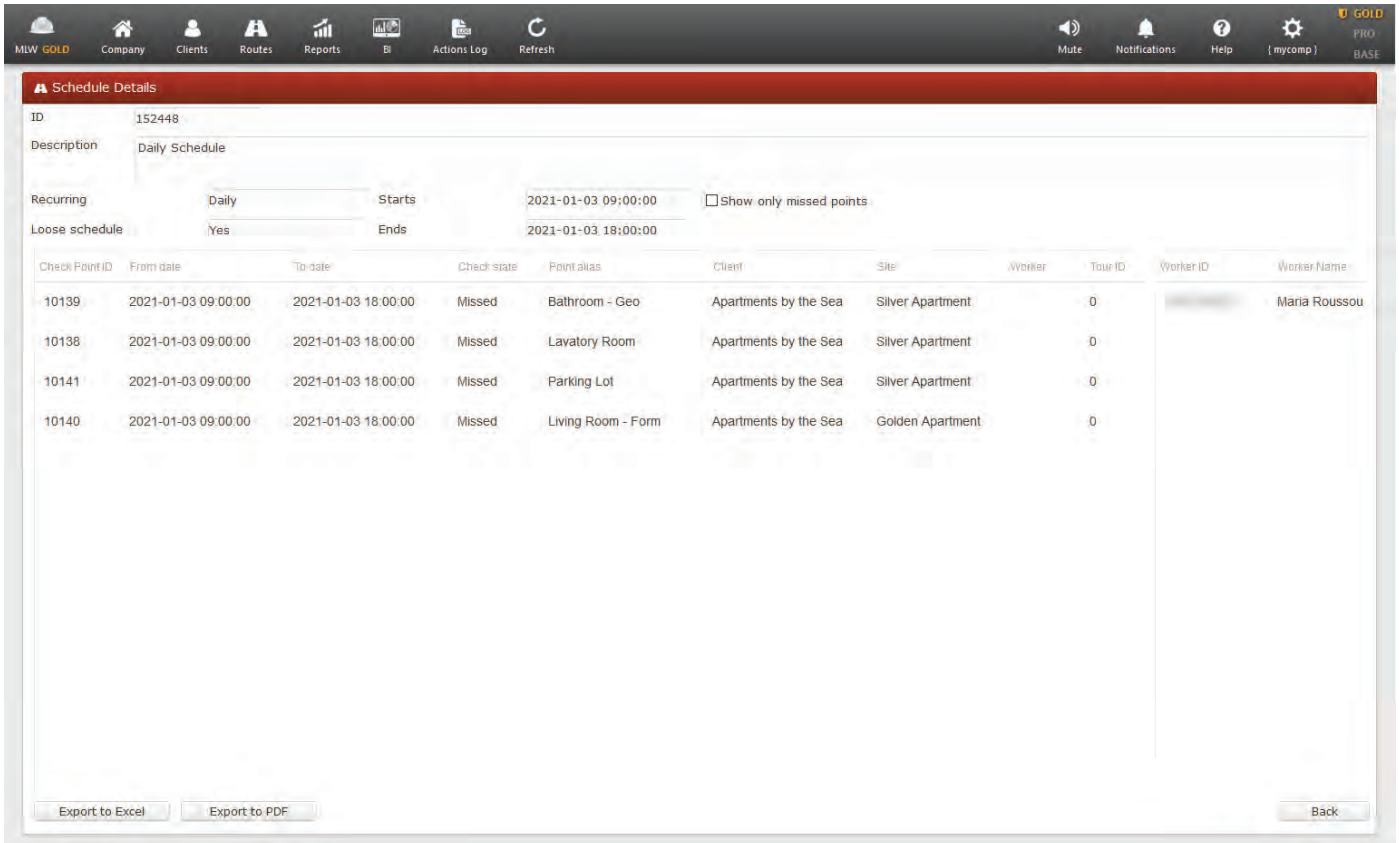 GOLD
MLW GOLD Company Clients Routes Reports BI Actions Log Refresh Mute Notifications Help { mycomp } PRO
BASE
Schedule Details
ID 152448
Description Daily Schedule
Recurring Daily Starts 2021-01-03 09:00:00 Show only missed points
Loose schedule Yes Ends 2021-01-03 18:00:00
Check Point ID From date To date Check state Point alias Client Site Worker Tour ID Worker ID Worker Name
10139 2021-01-03 09:00:00 2021-01-03 18:00:00 Missed Bathroom - Geo Apartments by the Sea Silver Apartment 0 Maria Roussou
10138 2021-01-03 09:00:00 2021-01-03 18:00:00 Missed Lavatory Room Apartments by the Sea Silver Apartment 0
10141 2021-01-03 09:00:00 2021-01-03 18:00:00 Missed Parking Lot Apartments by the Sea Silver Apartment 0
10140 2021-01-03 09:00:00 2021-01-03 18:00:00 Missed Living Room - Form Apartments by the Sea Golden Apartment 0
Export to Excel Export to PDF Back